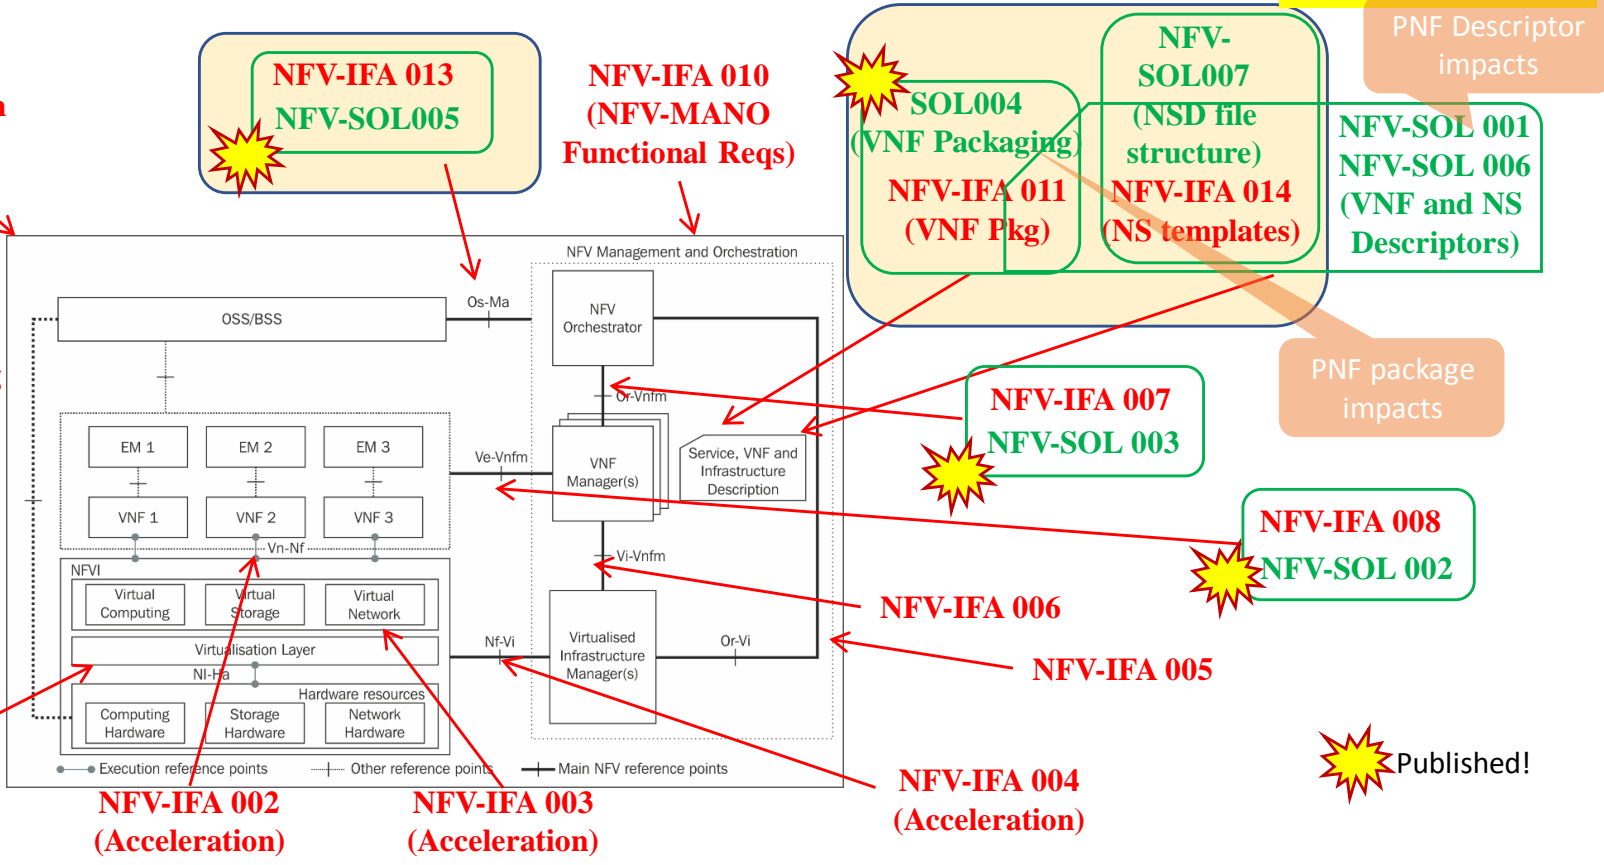 PNF Descriptor
impacts
NFV-IFA 013
NFV-SOL005
NFV-IFA 010
(NFV-MANO
Functional Reqs)
SOL004
(VNF Packaging)
NFV-IFA 011
(VNF Pkg)
NFV-
SOL007
(NSD file
structure)
NFV-IFA 014
(NS templates)
NFV-SOL 001
NFV-SOL 006
(VNF and NS
Descriptors)
PNF package
impacts
NFV Management and Orchestration
OSS/BSS
Os-Ma
NFV
Orchestrator
Or-Vnfm
NFV-IFA 007
NFV-SOL 003
EM 1
EM 2
EM 3
Ve-Vnfm
VNF
Manager(s)
Service, VNF and
Infrastructure
Description
VNF 1
VNF 2
VNF 3
Vn-Nf
Vi-Vnfm
NFV-IFA 008
NFV-SOL 002
NFVI
Virtual
Computing
Virtual
Storage
Virtual
Network
NFV-IFA 006
Virtualisation Layer
Nf-Vi
Virtualised
Infrastructure
Manager(s)
Or-Vi
NFV-IFA 005
NI-Ha
Hardware resources
Computing
Hardware
Storage
Hardware
Network
Hardware
Execution reference points
Other reference points
Main NFV reference points
Published!
NFV-IFA 002
(Acceleration)
NFV-IFA 003
(Acceleration)
NFV-IFA 004
(Acceleration)